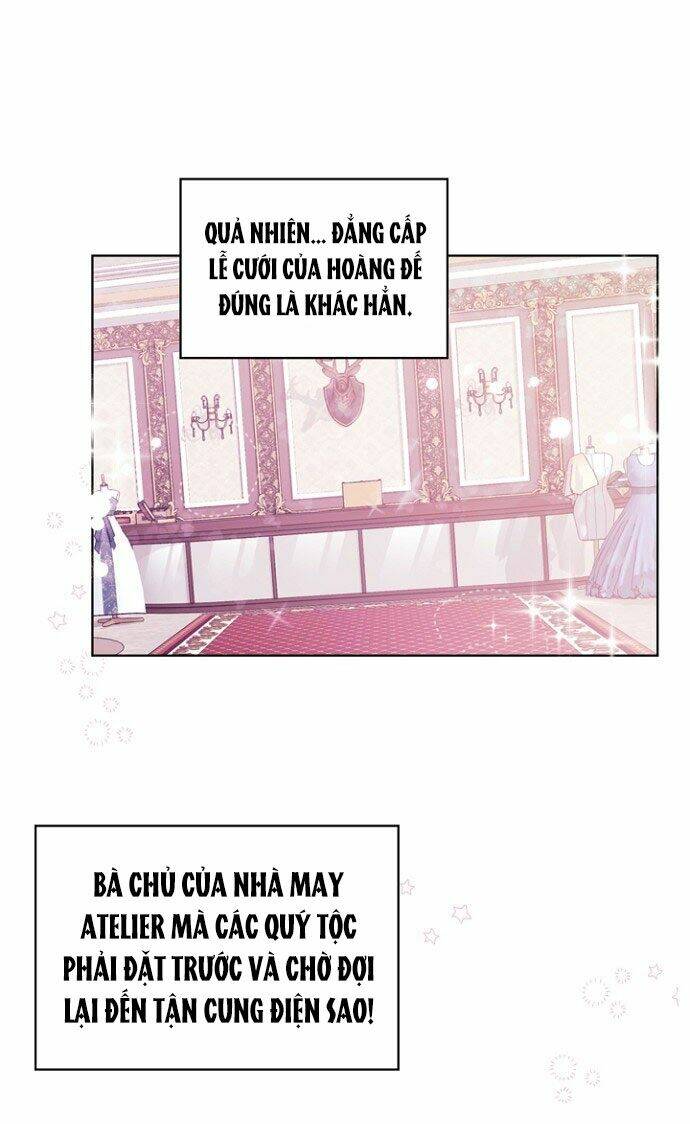 QUẢ NHIÊN... ĐẲNG CẤP
LỄ CƯỚI CỦA HOÀNG ĐẾ
ĐÚNG LÀ KHÁC HẲN.
BÀ CHỦ CỦA NHÀ MAY
ATELIER MÀ CÁC QUÝ TỘC
PHẢI ĐẶT TRƯỚC VÀ CHỜ ĐỢI
LẠI ĐẾN TẬN CUNG ĐIỆN SAO!